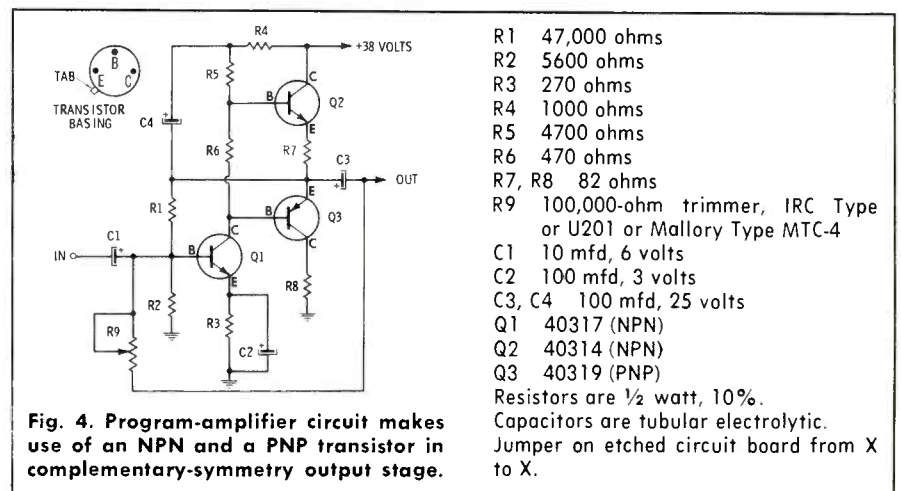 R4
+38 VOLTS
B
E C
TAB
TRANSISTOR
BASING
R5
C
B
Q2
E
C4
+
R6
R7
C3
+
OUT
E
B
Q3
C
R1
C1
+
IN
B
C
Q1
E
R8
R2
R3
C2
+
R9
Fig. 4. Program-amplifier circuit makes
use of an NPN and a PNP transistor in
complementary-symmetry output stage.
R1 47,000 ohms
R2 5600 ohms
R3 270 ohms
R4 1000 ohms
R5 4700 ohms
R6 470 ohms
R7, R8 82 ohms
R9 100,000-ohm trimmer, IRC Type
or U201 or Mallory Type MTC-4
C1 10 mfd, 6 volts
C2 100 mfd, 3 volts
C3, C4 100 mfd, 25 volts
Q1 40317 (NPN)
Q2 40314 (NPN)
Q3 40319 (PNP)
Resistors are ½ watt, 10%.
Capacitors are tubular electrolytic.
Jumper on etched circuit board from X
to X.